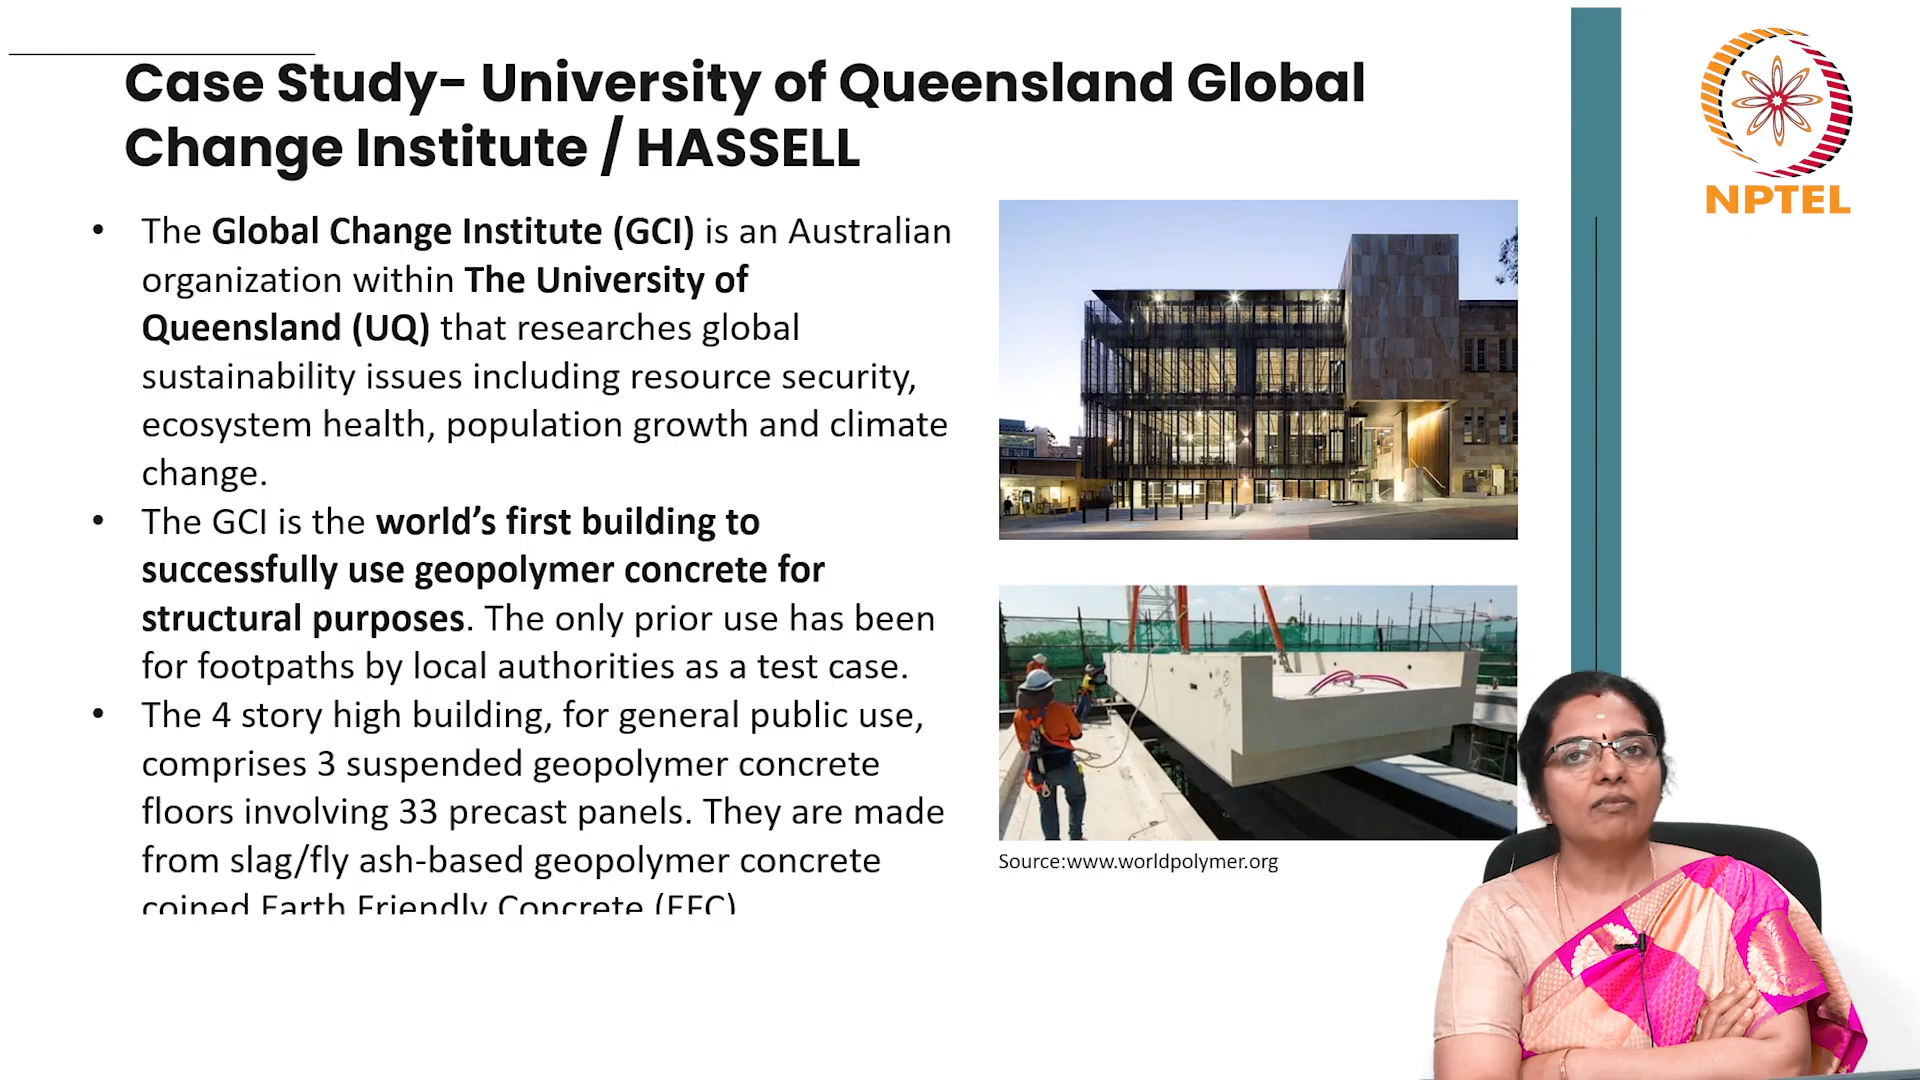 Case Study- University of Queensland Global
Change Institute / HASSELL
• The Global Change Institute (GCI) is an Australian
organization within The University of
Queensland (UQ) that researches global
sustainability issues including resource security,
ecosystem health, population growth and climate
change.
• The GCI is the world’s first building to
successfully use geopolymer concrete for
structural purposes. The only prior use has been
for footpaths by local authorities as a test case.
• The 4 story high building, for general public use,
comprises 3 suspended geopolymer concrete
floors involving 33 precast panels. They are made
from slag/fly ash-based geopolymer concrete
coined Earth Friendly Concrete (EFC)
Source:www.worldpolymer.org
NPTEL